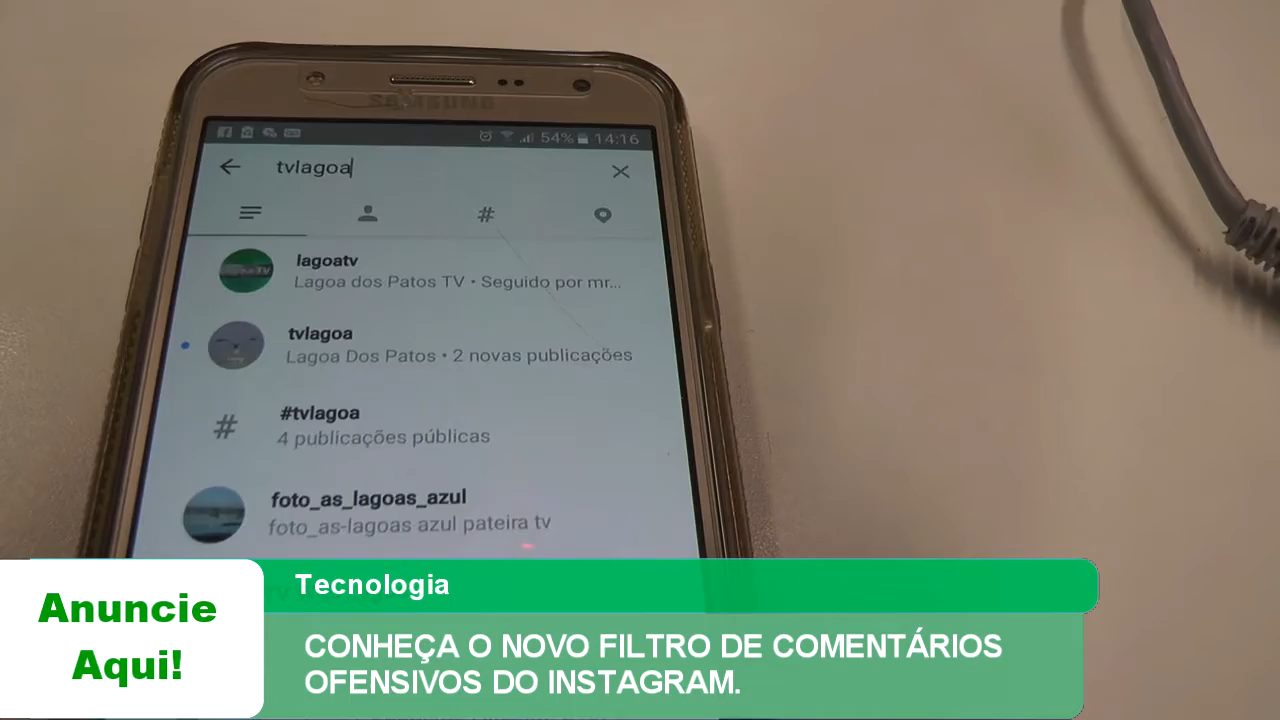 SAMSUNG
54% 14:16
tvlagoa
#
lagoatv
Lagoa dos Patos TV • Seguido por mr...
tvlagoa
Lagoa Dos Patos • 2 novas publicações
#
#tvlagoa
4 publicações públicas
foto_as_lagoas_azul
foto_as-lagoas azul pateira tv
Tecnologia
Anuncie
Aqui!
CONHEÇA O NOVO FILTRO DE COMENTÁRIOS
OFENSIVOS DO INSTAGRAM.